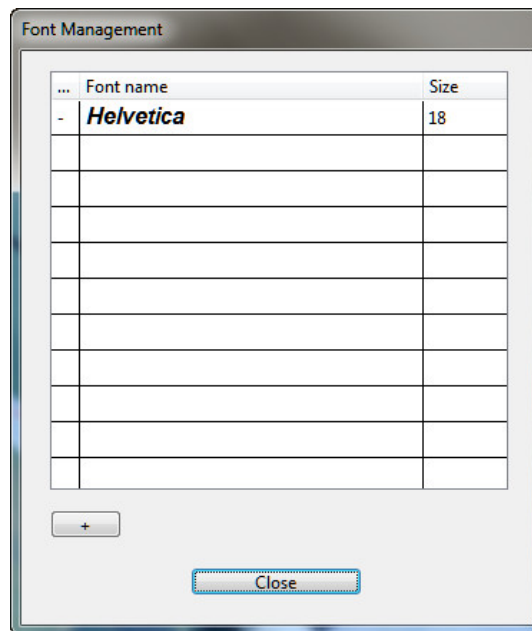 Font Management
... Font name Size
- Helvetica 18
+
Close